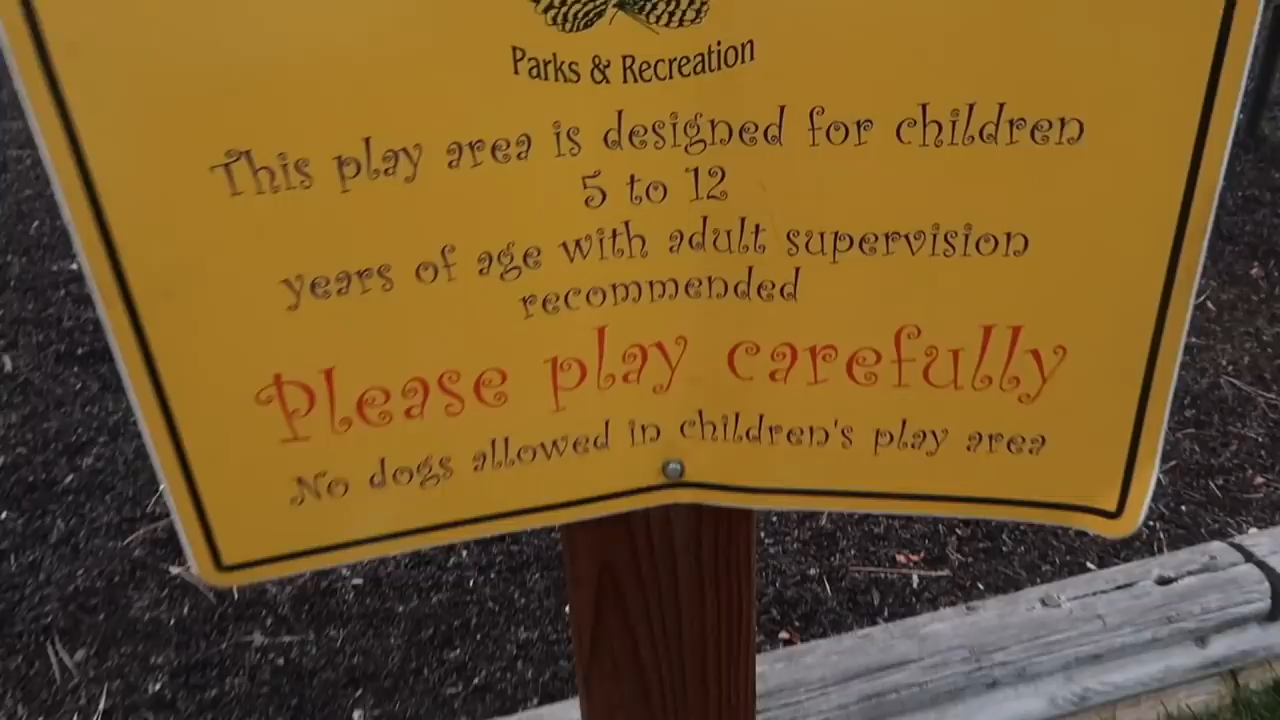 Parks & Recreation
This play area is designed for children
5 to 12
years of age with adult supervision
recommended
Please play carefully
No dogs allowed in children's play area